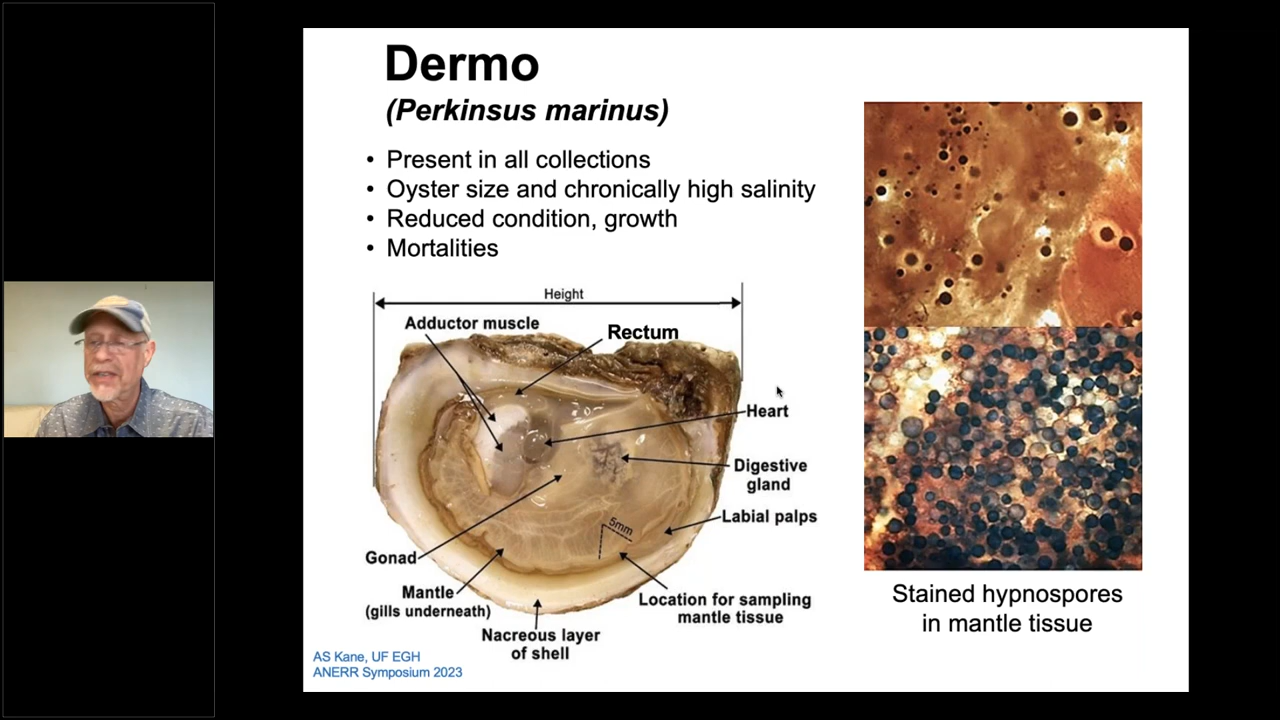 Dermo
(Perkinsus marinus)
• Present in all collections
• Oyster size and chronically high salinity
• Reduced condition, growth
• Mortalities
Height
Adductor muscle
Rectum
Heart
Digestive
gland
Labial palps
5mm
Gonad
Mantle
(gills underneath)
Location for sampling
mantle tissue
Nacreous layer
of shell
Stained hypnospores
in mantle tissue
AS Kane, UF EGH
ANERR Symposium 2023